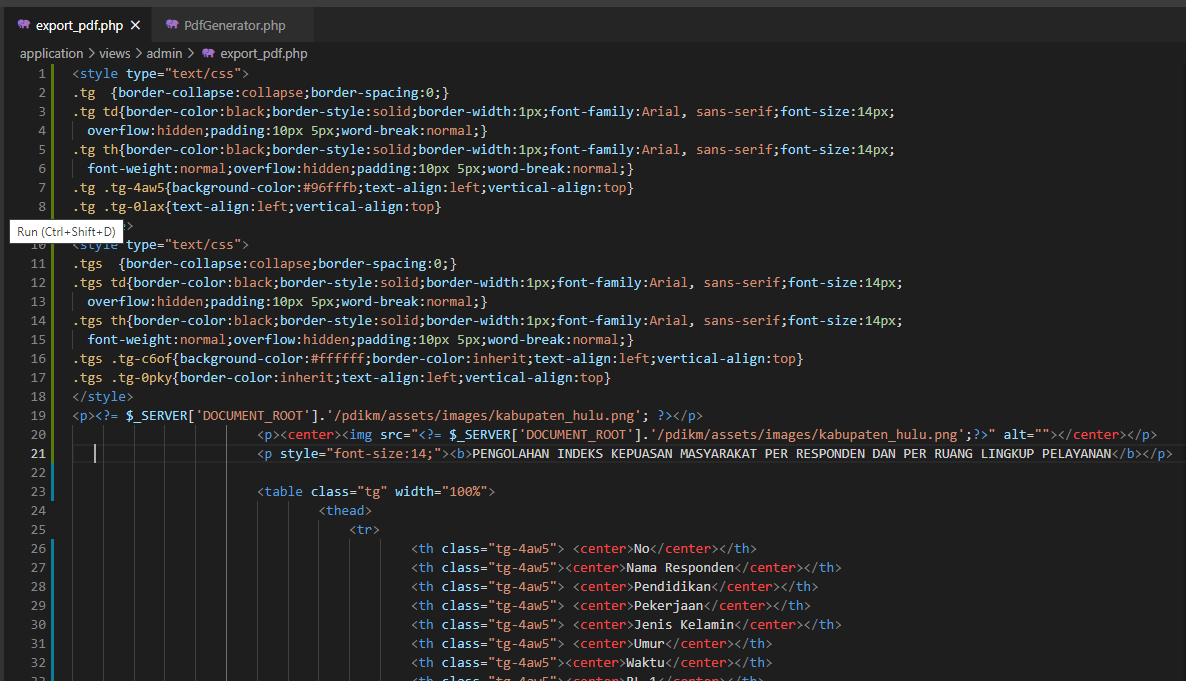 export_pdf.php
PdfGenerator.php
application > views > admin > export_pdf.php
1 <style type="text/css">
2 .tg  {border-collapse:collapse;border-spacing:0;}
3 .tg td{border-color:black;border-style:solid;border-width:1px;font-family:Arial, sans-serif;font-size:14px;
4   overflow:hidden;padding:10px 5px;word-break:normal;}
5 .tg th{border-color:black;border-style:solid;border-width:1px;font-family:Arial, sans-serif;font-size:14px;
6   font-weight:normal;overflow:hidden;padding:10px 5px;word-break:normal;}
7 .tg .tg-4aw5{background-color:#96fffb;text-align:left;vertical-align:top}
8 .tg .tg-0lax{text-align:left;vertical-align:top}
Run (Ctrl+Shift+D)
10 <style type="text/css">
11 .tgs  {border-collapse:collapse;border-spacing:0;}
12 .tgs td{border-color:black;border-style:solid;border-width:1px;font-family:Arial, sans-serif;font-size:14px;
13   overflow:hidden;padding:10px 5px;word-break:normal;}
14 .tgs th{border-color:black;border-style:solid;border-width:1px;font-family:Arial, sans-serif;font-size:14px;
15   font-weight:normal;overflow:hidden;padding:10px 5px;word-break:normal;}
16 .tgs .tg-c6of{background-color:#ffffff;border-color:inherit;text-align:left;vertical-align:top}
17 .tgs .tg-0pky{border-color:inherit;text-align:left;vertical-align:top}
18 </style>
19 <p><?= $_SERVER['DOCUMENT_ROOT'].'/pdikm/assets/images/kabupaten_hulu.png'; ?></p>
20 <p><center><img src="<?= $_SERVER['DOCUMENT_ROOT'].'/pdikm/assets/images/kabupaten_hulu.png';?>" alt=""></center></p>
21 <p style="font-size:14;"><b>PENGOLAHAN INDEKS KEPUASAN MASYARAKAT PER RESPONDEN DAN PER RUANG LINGKUP PELAYANAN</b></p>
22
23 <table class="tg" width="100%">
24 <thead>
25 <tr>
26 <th class="tg-4aw5"> <center>No</center></th>
27 <th class="tg-4aw5"><center>Nama Responden</center></th>
28 <th class="tg-4aw5"> <center>Pendidikan</center></th>
29 <th class="tg-4aw5"> <center>Pekerjaan</center></th>
30 <th class="tg-4aw5"> <center>Jenis Kelamin</center></th>
31 <th class="tg-4aw5"> <center>Umur</center></th>
32 <th class="tg-4aw5"><center>Waktu</center></th>